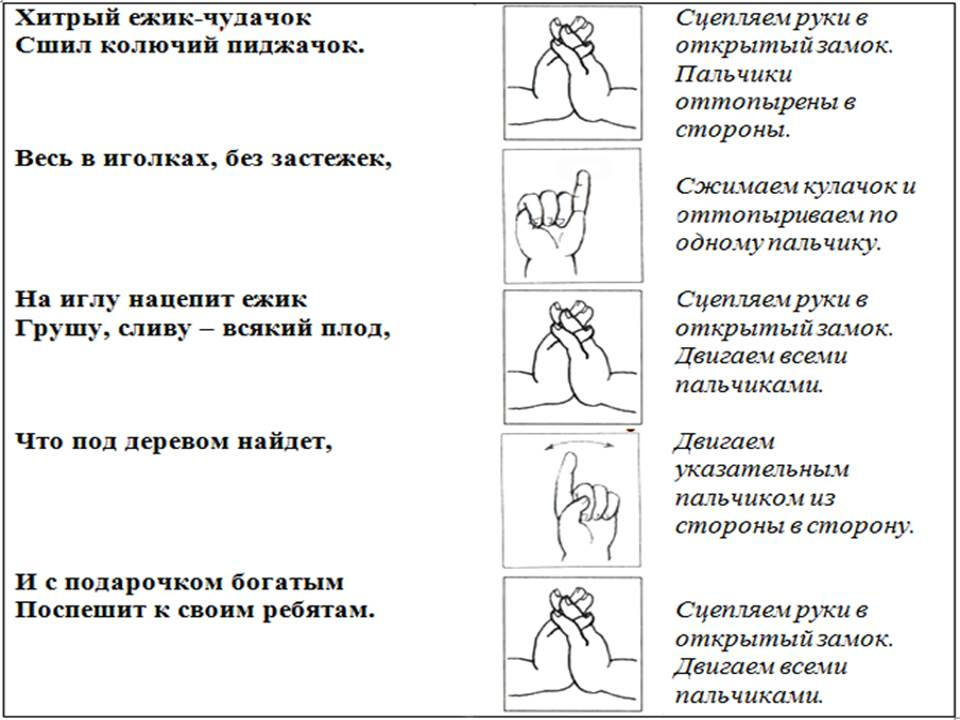 Хитрый ежик-чудачок
Сшил колючий пиджачок.
Сцепляем руки в
открытый замок.
Пальчики
оттопырены в
стороны.
Весь в иголках, без застежек,
Сжимаем кулачок и
оттопыриваем по
одному пальчику.
На иглу нацепит ежик
Грушу, сливу – всякий плод,
Сцепляем руки в
открытый замок.
Двигаем всеми
пальчиками.
Что под деревом найдет,
Двигаем
указательным
пальчиком из
стороны в сторону.
И с подарочком богатым
Поспешит к своим ребятам.
Сцепляем руки в
открытый замок.
Двигаем всеми
пальчиками.